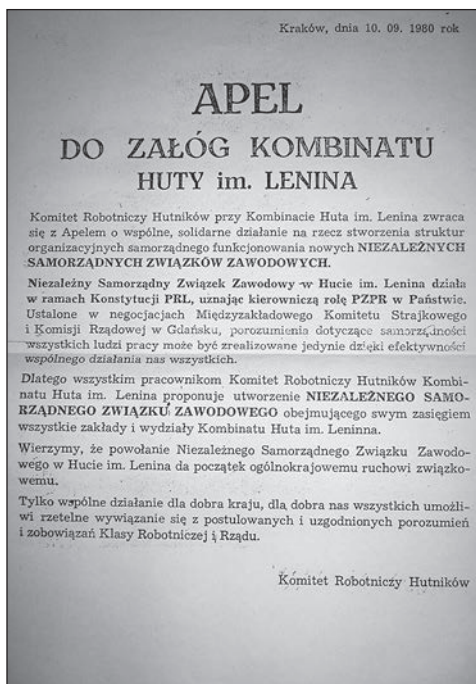 Kraków, dnia 10. 09. 1980 rok
APEL
DO ZAŁÓG KOMBINATU
HUTY im. LENINA
Komitet Robotniczy Hutników przy Kombinacie Huta im. Lenina zwraca
się z Apelem o wspólne, solidarne działanie na rzecz stworzenia struktur
organizacyjnych samorządnego funkcjonowania nowych NIEZALEŻNYCH
SAMORZĄDNYCH ZWIĄZKÓW ZAWODOWYCH.
Niezależny Samorządny Związek Zawodowy w Hucie im. Lenina działa
w ramach Konstytucji PRL, uznając kierowniczą rolę PZPR w Państwie.
Ustalone w negocjacjach Międzyzakładowego Komitetu Strajkowego
i Komisji Rządowej w Gdańsku, porozumienia dotyczące samorządności
wszystkich ludzi pracy może być zrealizowane jedynie dzięki efektywności
wspólnego działania nas wszystkich.
Dlatego wszystkim pracownikom Komitet Robotniczy Hutników Kombi-
natu Huta im. Lenina proponuje utworzenie NIEZALEŻNEGO SAMO-
RZĄDNEGO ZWIĄZKU ZAWODOWEGO obejmującego swym zasięgiem
wszystkie zakłady i wydziały Kombinatu Huta im. Leninna.
Wierzymy, że powołanie Niezależnego Samorządnego Związku Zawodo-
wego w Hucie im. Lenina da początek ogólnokrajowemu ruchowi związko-
wemu.
Tylko wspólne działanie dla dobra kraju, dla dobra nas wszystkich umożli-
wi rzetelne wywiązanie się z postulowanych i uzgodnionych porozumień
i zobowiązań Klasy Robotniczej i Rządu.
Komitet Robotniczy Hutników